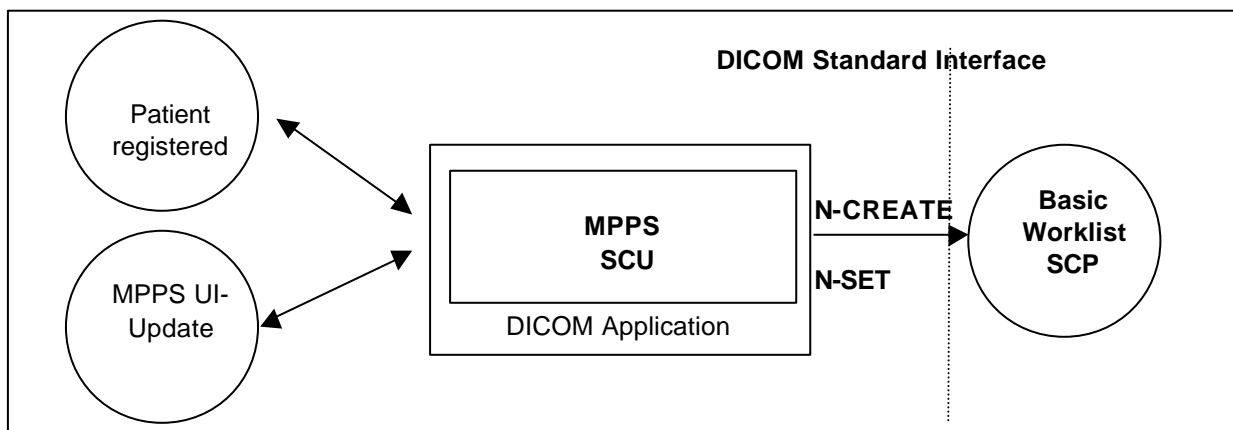 DICOM Standard Interface
Patient
registered
MPPS UI-
Update
MPPS
SCU
DICOM Application
N-CREATE
N-SET
Basic
Worklist
SCP